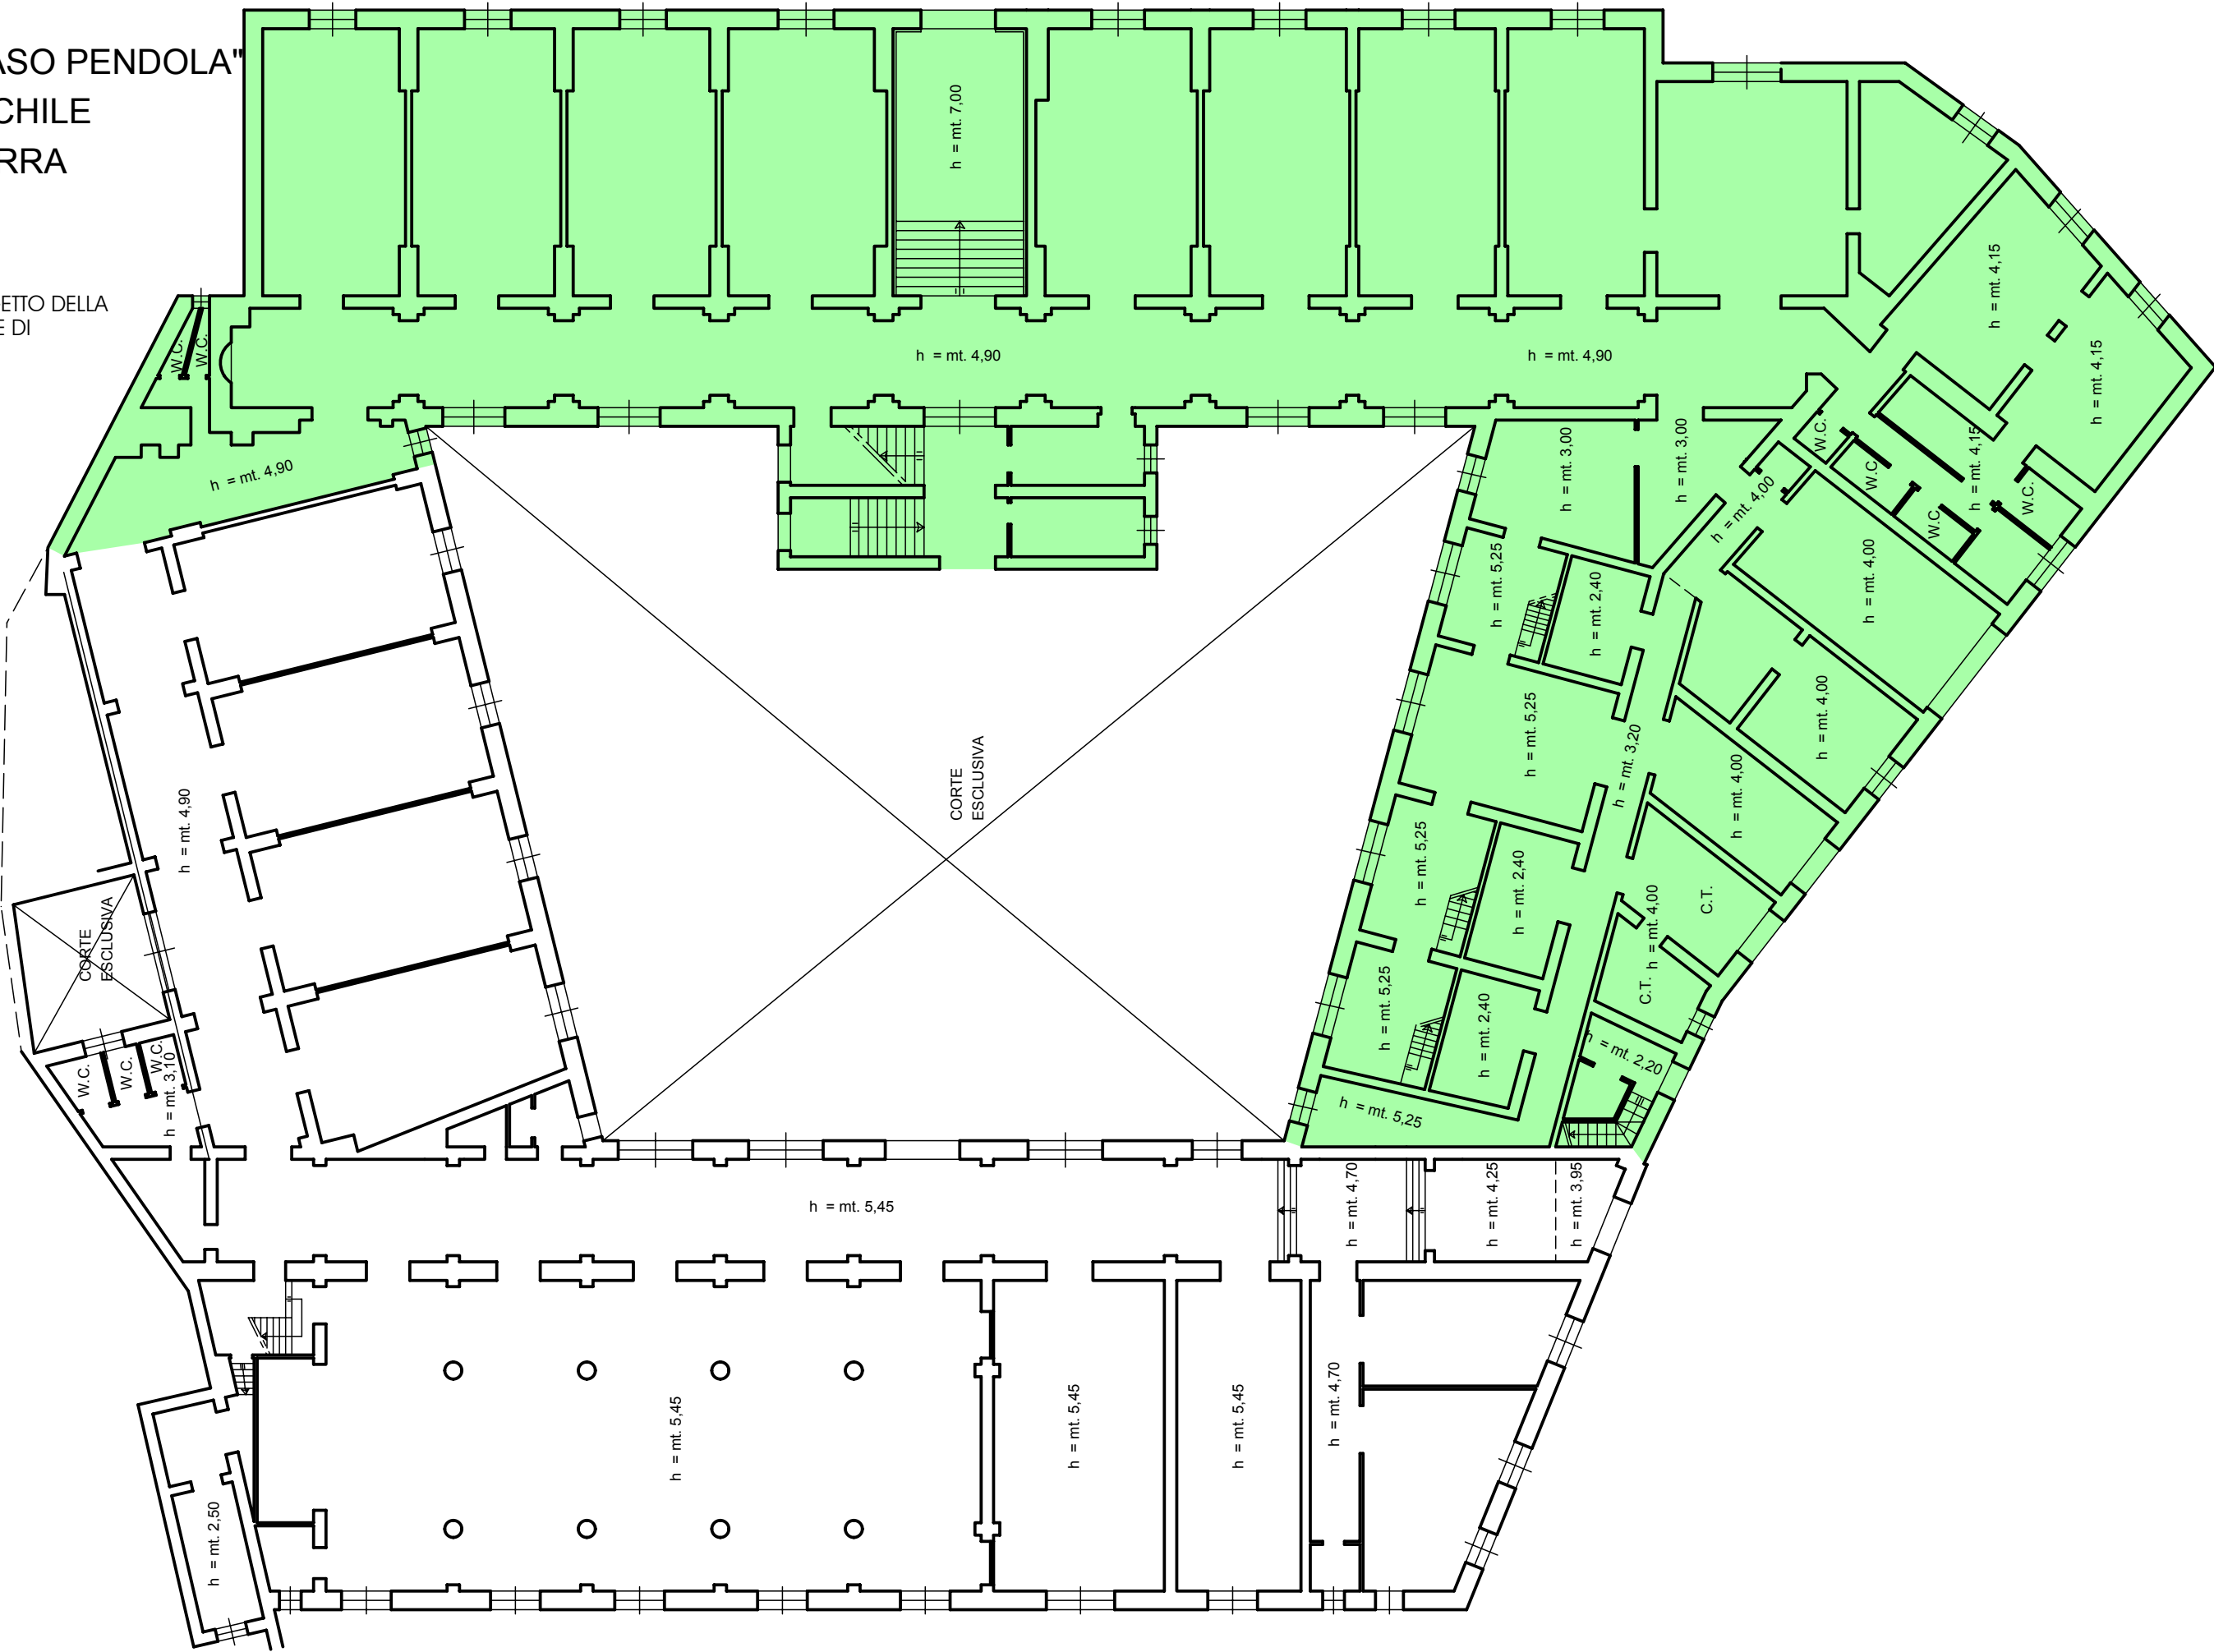 ASO PENDOLA"
CHILE
RRA
ETTO DELLA
E DI
h = mt. 7,00
h = mt. 4,15
W.C.
W.C.
h = mt. 4,90
h = mt. 4,90
h = mt. 4,15
h = mt. 4,90
h = mt. 3,00
h = mt. 3,00
W.C.
h = mt. 4,15
W.C.
W.C.
W.C.
h = mt. 4,00
h = mt. 4,00
h = mt. 5,25
h = mt. 2,40
h = mt. 5,25
h = mt. 4,00
h = mt. 3,20
h = mt. 4,00
CORTE
ESCLUSIVA
h = mt. 4,90
h = mt. 5,25
h = mt. 2,40
C.T.
h = mt. 4,00
C.T.
CORTE
ESCLUSIVA
h = mt. 5,25
h = mt. 2,40
h = mt. 2,20
W.C.
W.C.
W.C.
h = mt. 3,10
h = mt. 5,25
h = mt. 5,45
h = mt. 4,70
h = mt. 4,25
h = mt. 3,95
h = mt. 5,45
h = mt. 5,45
h = mt. 5,45
h = mt. 4,70
h = mt. 2,50